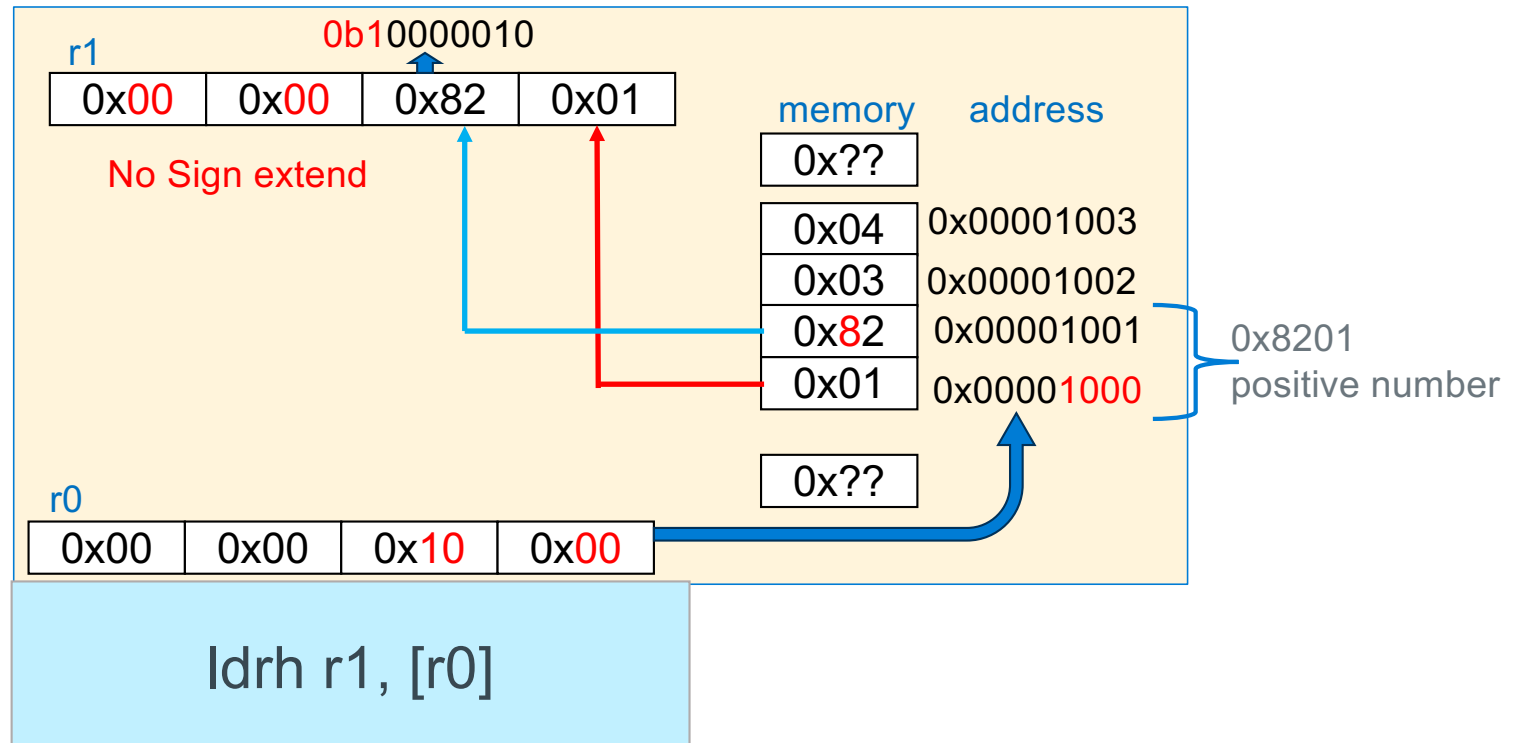 0b10000010
r1
0x00 0x00 0x82 0x01
No Sign extend
memory address
0x??
0x04 0x00001003
0x03 0x00001002
0x82 0x00001001
0x01 0x00001000
0x8201
positive number
0x??
r0
0x00 0x00 0x10 0x00
ldrh r1, [r0]